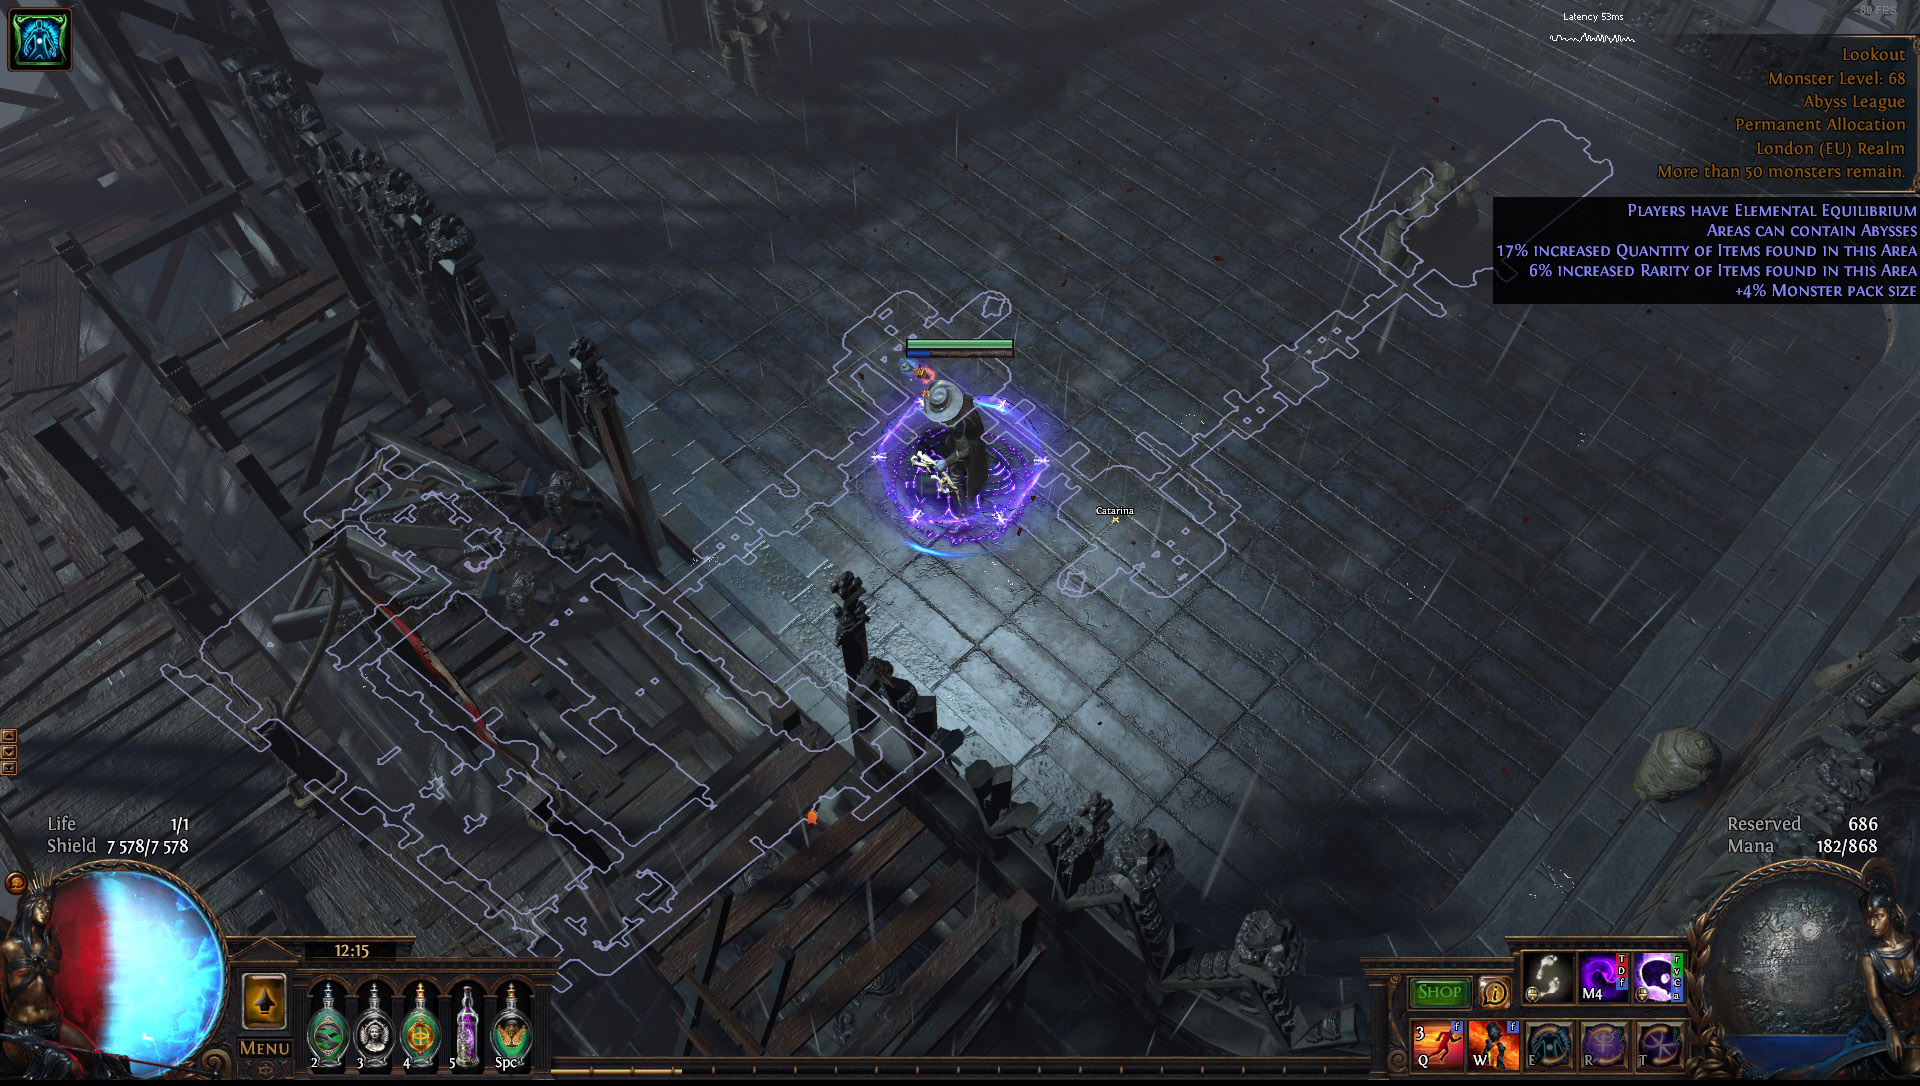 Latency 53ms
60 FPS
Lookout
Monster Level: 68
Abyss League
Permanent Allocation
London (EU) Realm
More than 50 monsters remain.
Players have Elemental Equilibrium
Areas can contain Abysses
17% increased Quantity of Items found in this Area
6% increased Rarity of Items found in this Area
+4% Monster pack size
Catarina
Life 1/1
Shield 7 578/7 578
Reserved 686
Mana 182/868
12:15
Menu
2
3
4
5
Spc
Shop
M4
T
D
f
r
v
C
a
3
f
Q
f
W
E
R
T